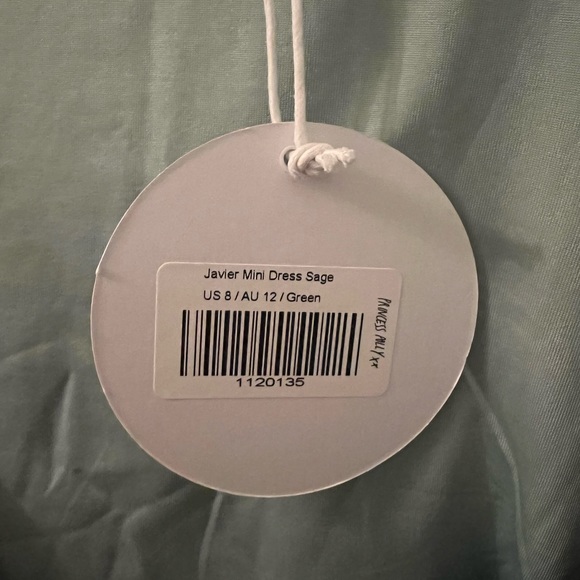 Javier Mini Dress Sage
US 8 / AU 12 / Green
1120135
PRINCESS POLLY xx